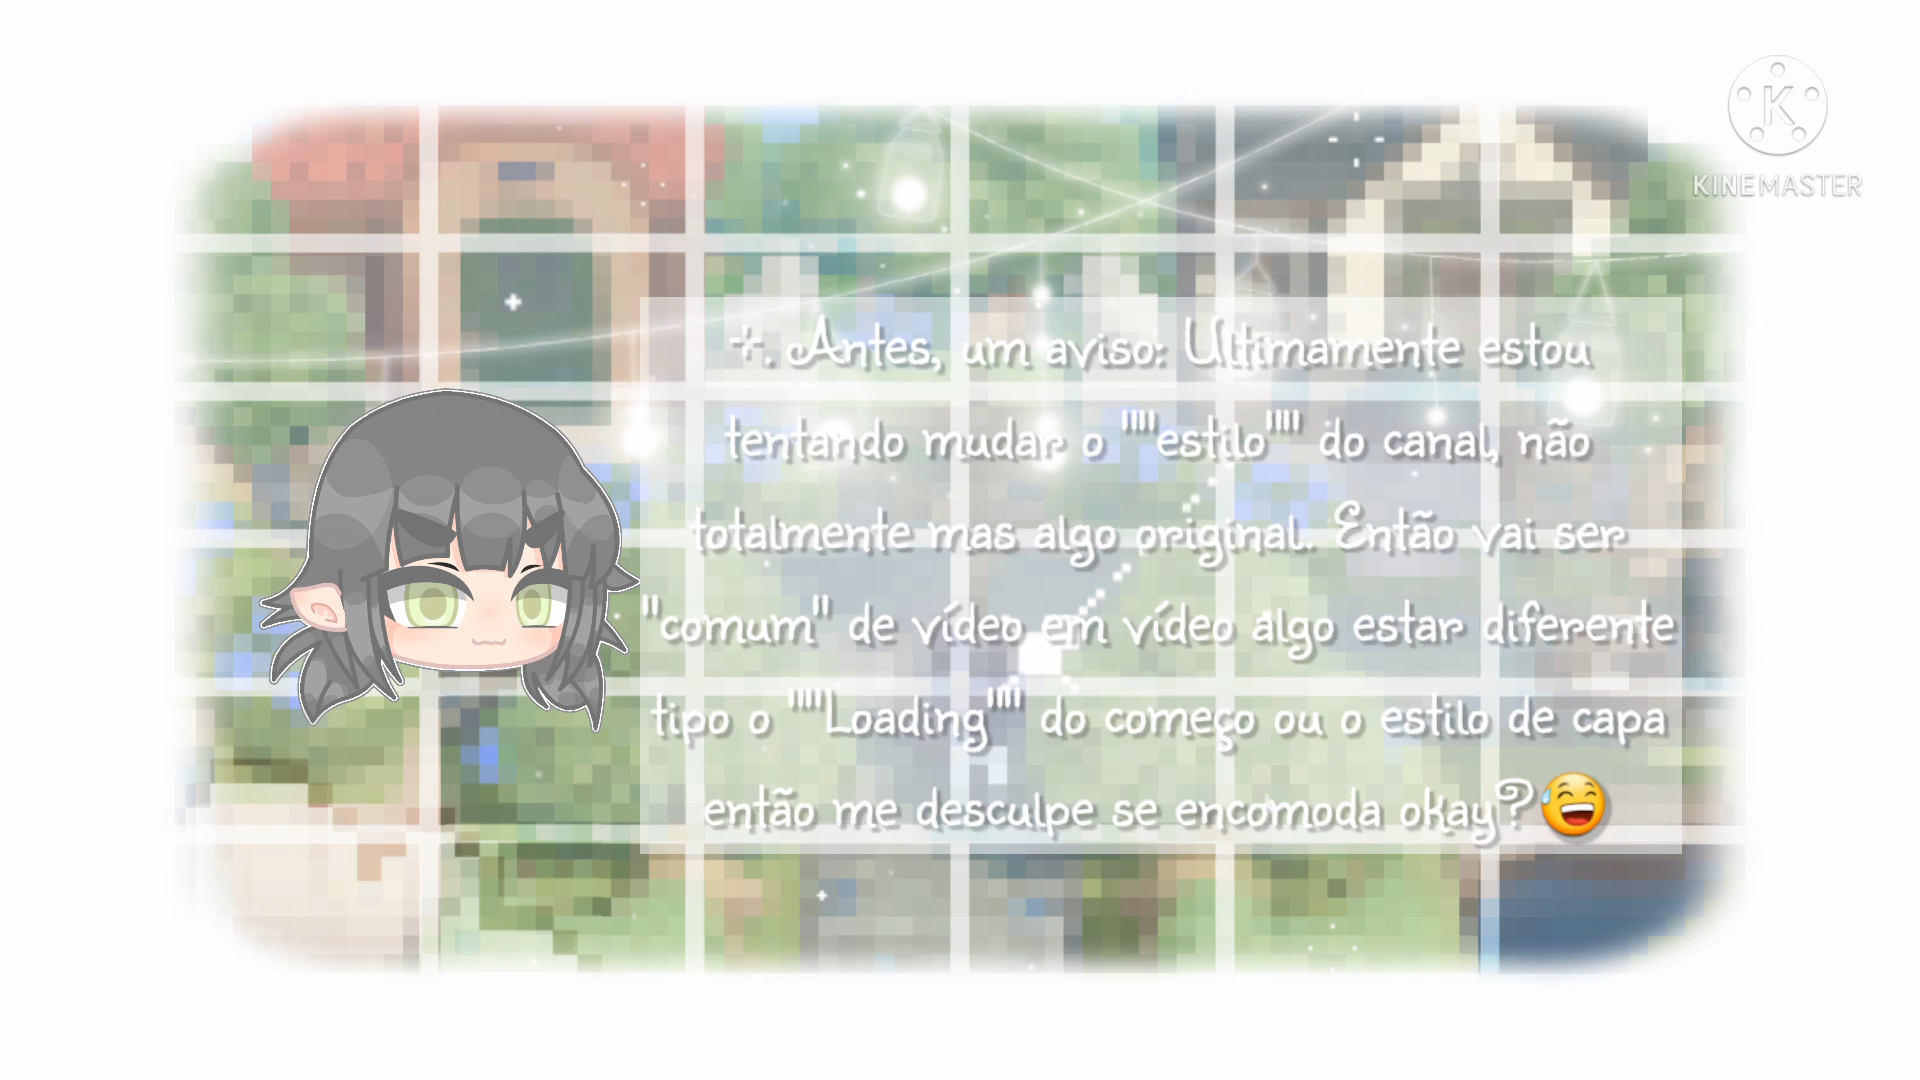 K
KINEMASTER
⊹. Antes, um aviso: Ultimamente estou
tentando mudar o ""estilo"" do canal, não
totalmente mas algo original. Então vai ser
"comum" de vídeo em vídeo algo estar diferente
tipo o ""Loading"" do começo ou o estilo de capa
então me desculpe se encomoda okay?😅